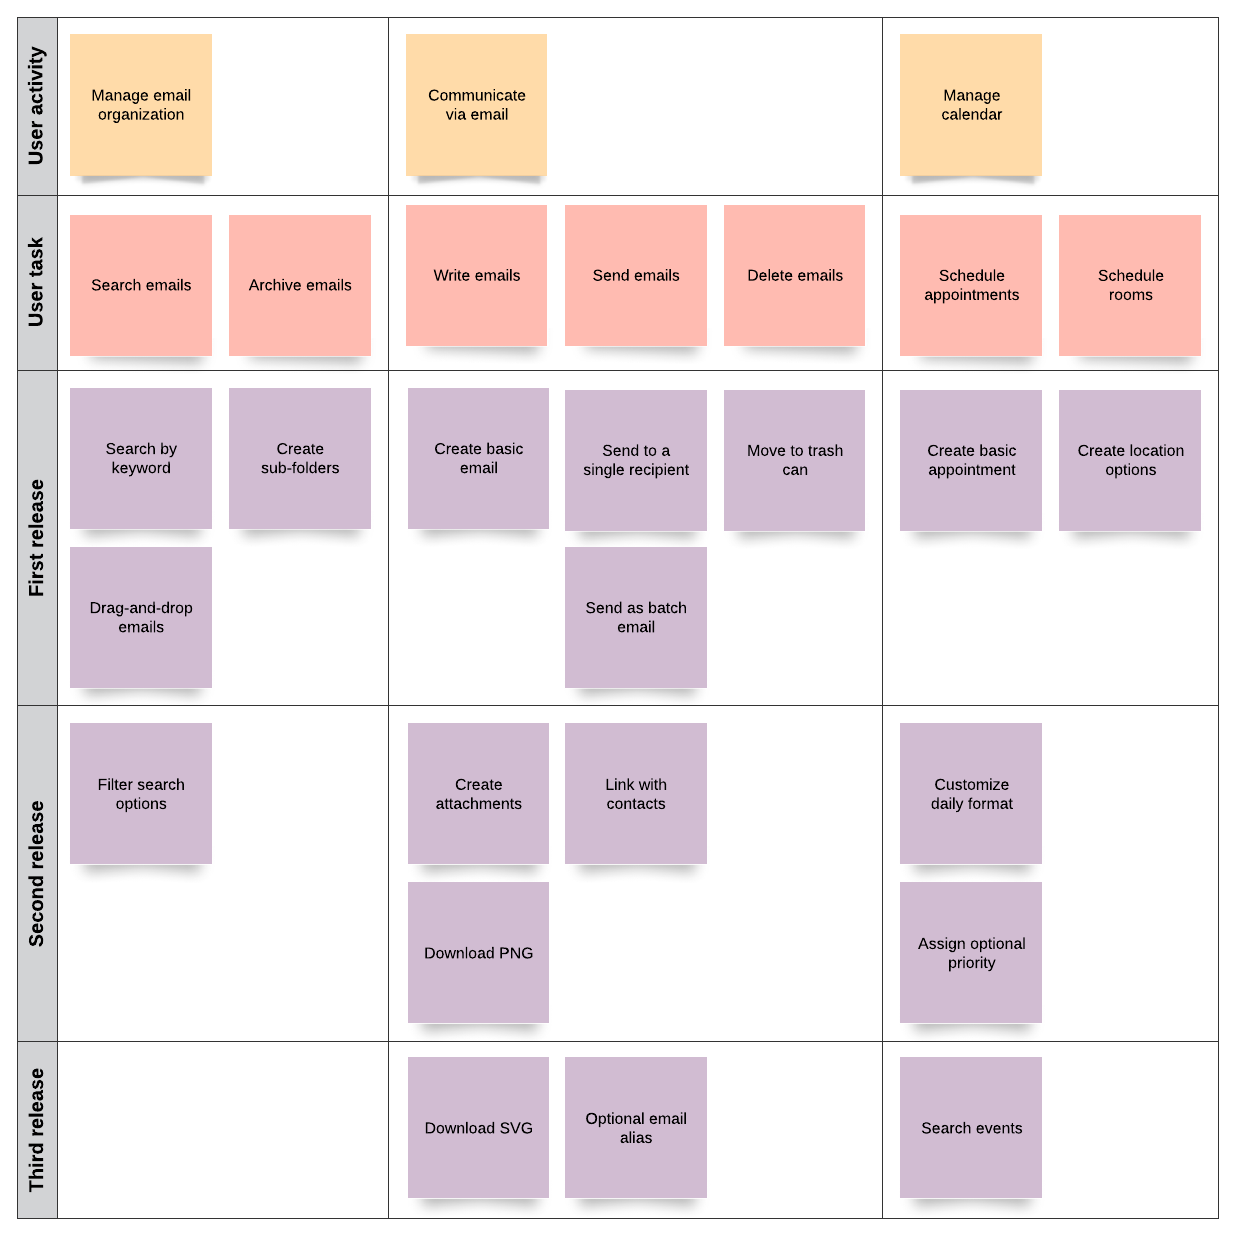 User activity
Manage email
organization
Communicate
via email
Manage
calendar
User task
Search emails
Archive emails
Write emails
Send emails
Delete emails
Schedule
appointments
Schedule
rooms
First release
Search by
keyword
Create
sub-folders
Create basic
email
Send to a
single recipient
Move to trash
can
Create basic
appointment
Create location
options
Drag-and-drop
emails
Send as batch
email
Second release
Filter search
options
Create
attachments
Link with
contacts
Customize
daily format
Download PNG
Assign optional
priority
Third release
Download SVG
Optional email
alias
Search events